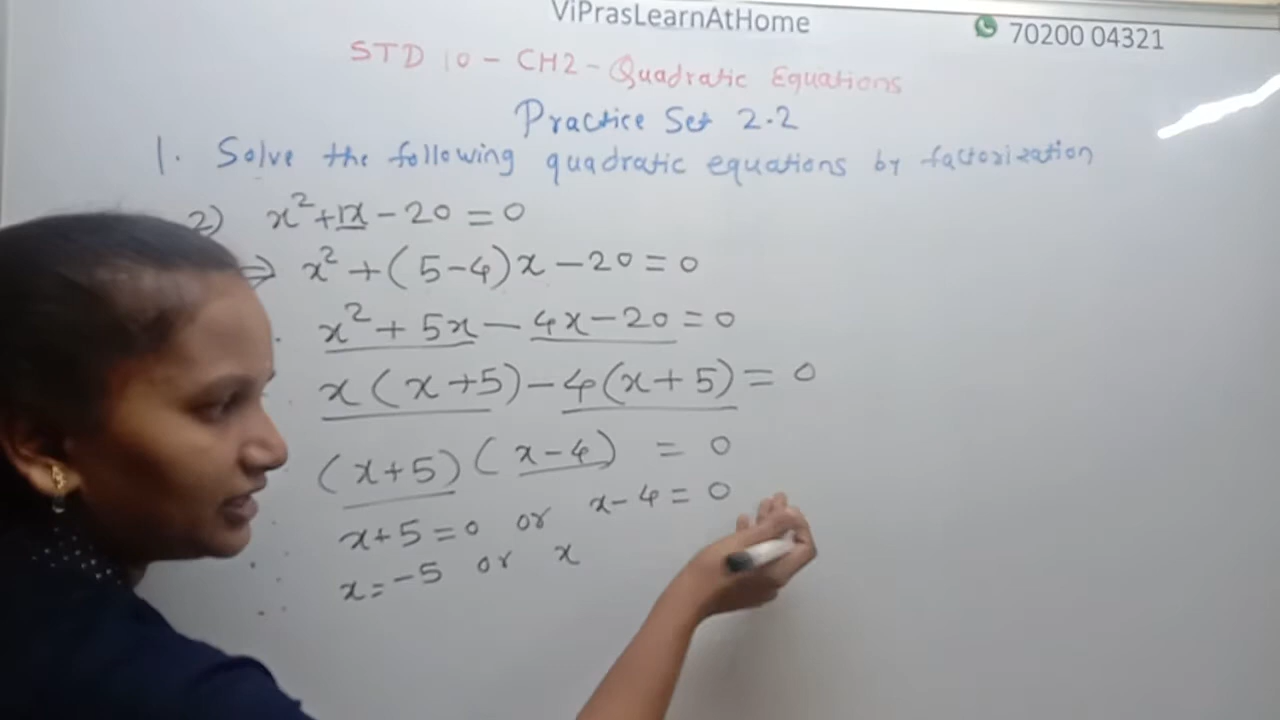 ViPrasLearnAtHome
70200 04321
STD 10 - CH2 - Quadratic Equations
Practice Set 2.2
1. Solve the following quadratic equations by factorization
2) x²+1x-20=0
⇒ x²+(5-4)x-20=0
x²+5x-4x-20=0
x(x+5)-4(x+5)=0
(x+5)(x-4)=0
x+5=0 or x-4=0
x=-5 or x